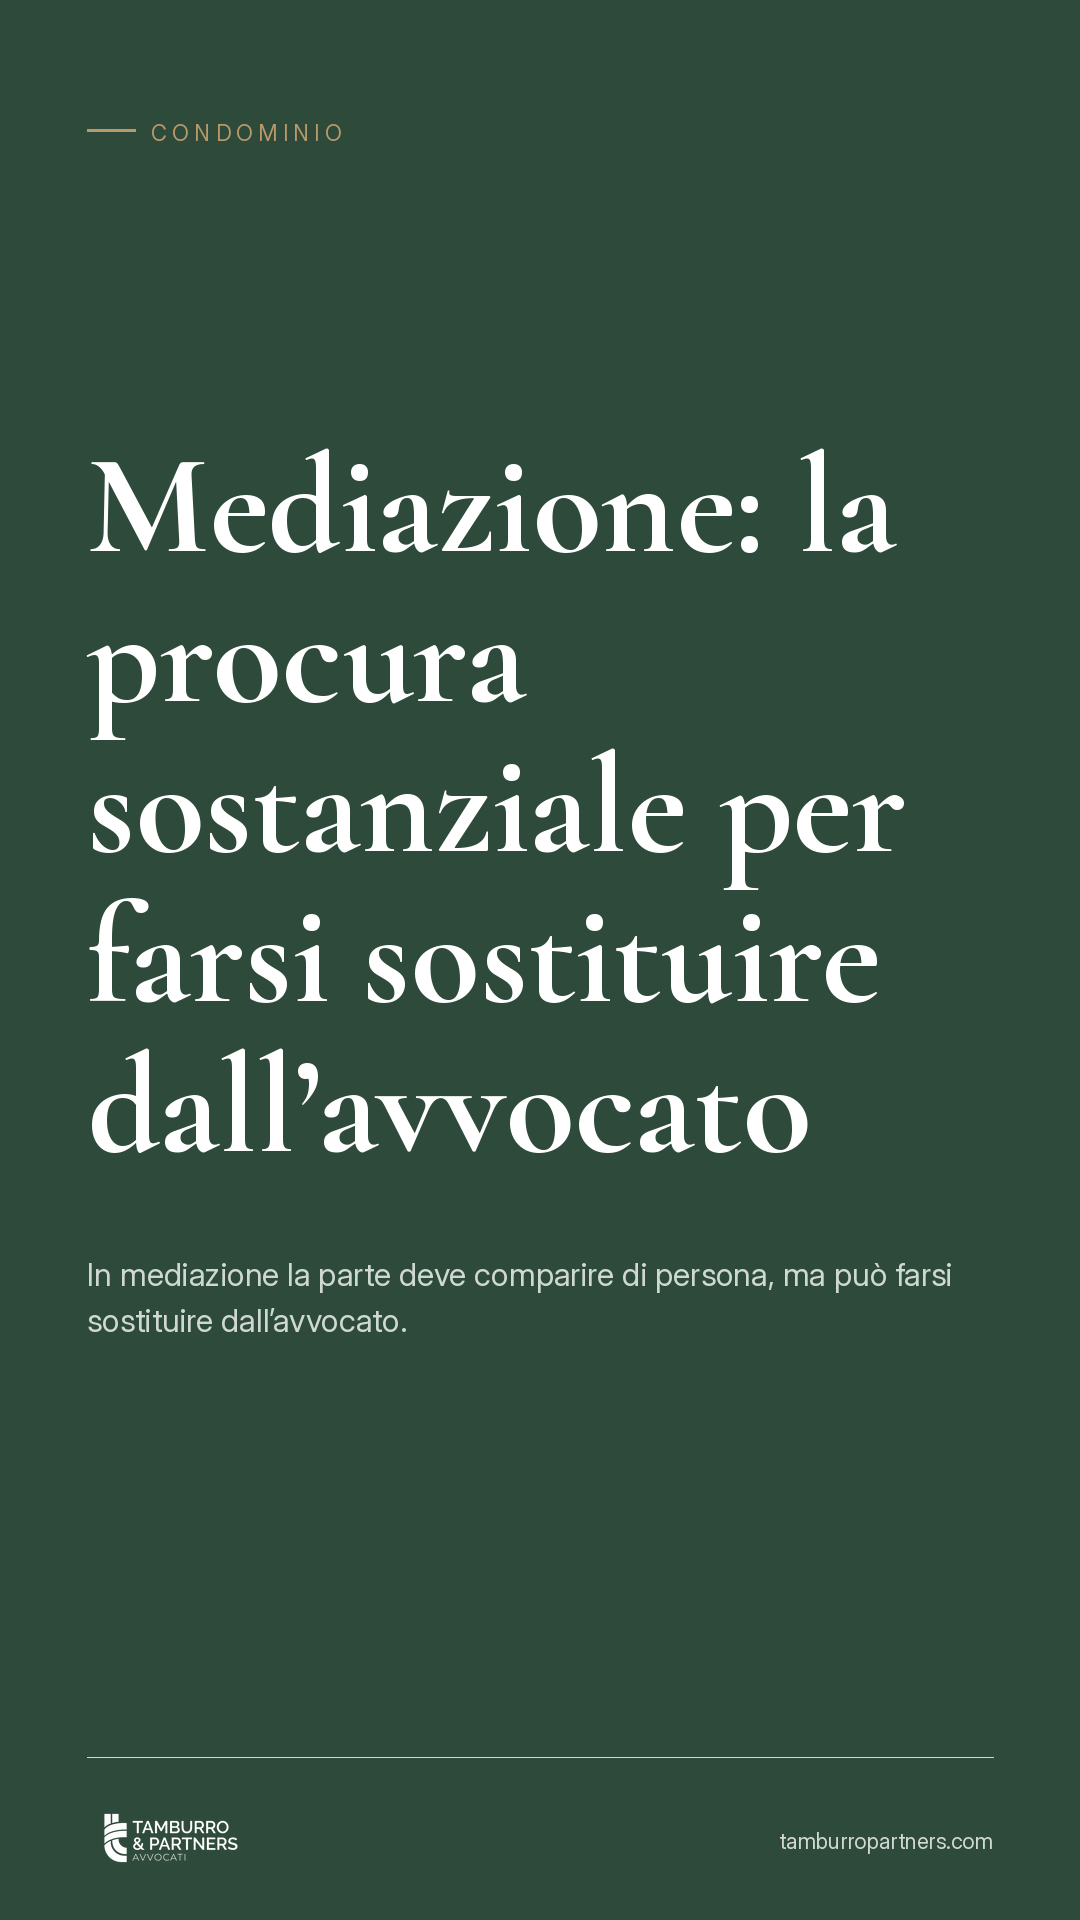 CONDOMINIO
Mediazione: la
procura
sostanziale per
farsi sostituire
dall’avvocato
In mediazione la parte deve comparire di persona, ma può farsi
sostituire dall’avvocato.
TAMBURRO
& PARTNERS
AVVOCATI
tamburropartners.com